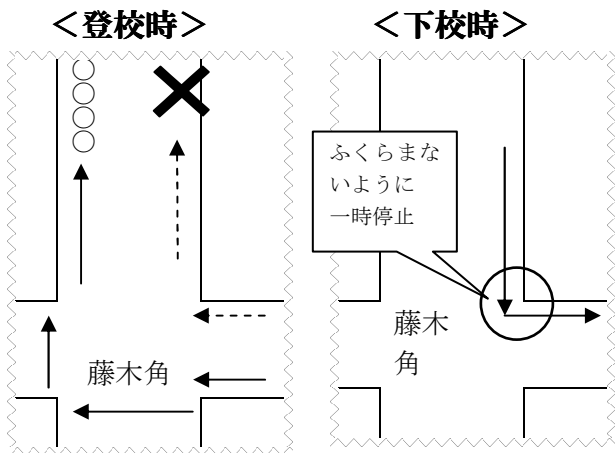 ＜登校時＞
藤木角
＜下校時＞
ふくらまな
いように
一時停止
藤木
角